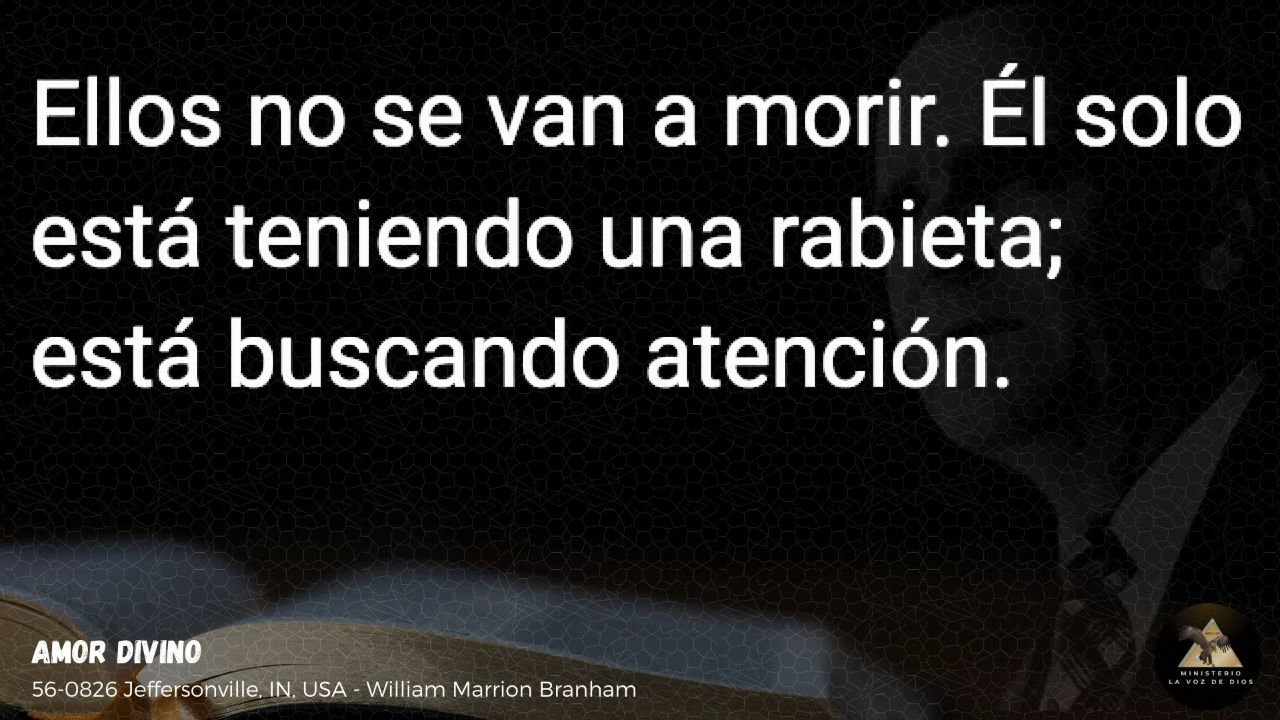 Ellos no se van a morir. Él solo
está teniendo una rabieta;
está buscando atención.
AMOR DIVINO
56-0826 Jeffersonville, IN, USA - William Marrion Branham
MINISTERIO
LA VOZ DE DIOS